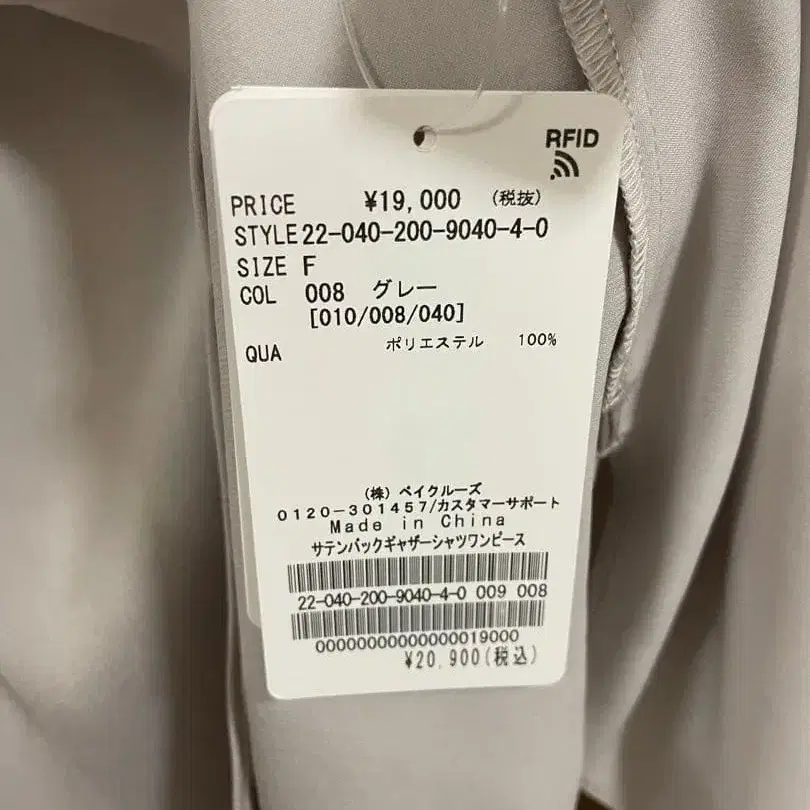 RFID
PRICE ¥19,000 (税抜)
STYLE 22-040-200-9040-4-0
SIZE F
COL 008 グレー
[010/008/040]
QUA ポリエステル 100%
(株) ベイクルーズ
0120-301457/カスタマーサポート
Made in China
サテンバックギャザーシャツワンピース
22-040-200-9040-4-0 009 008
00000000000000019000
¥20,900(税込)